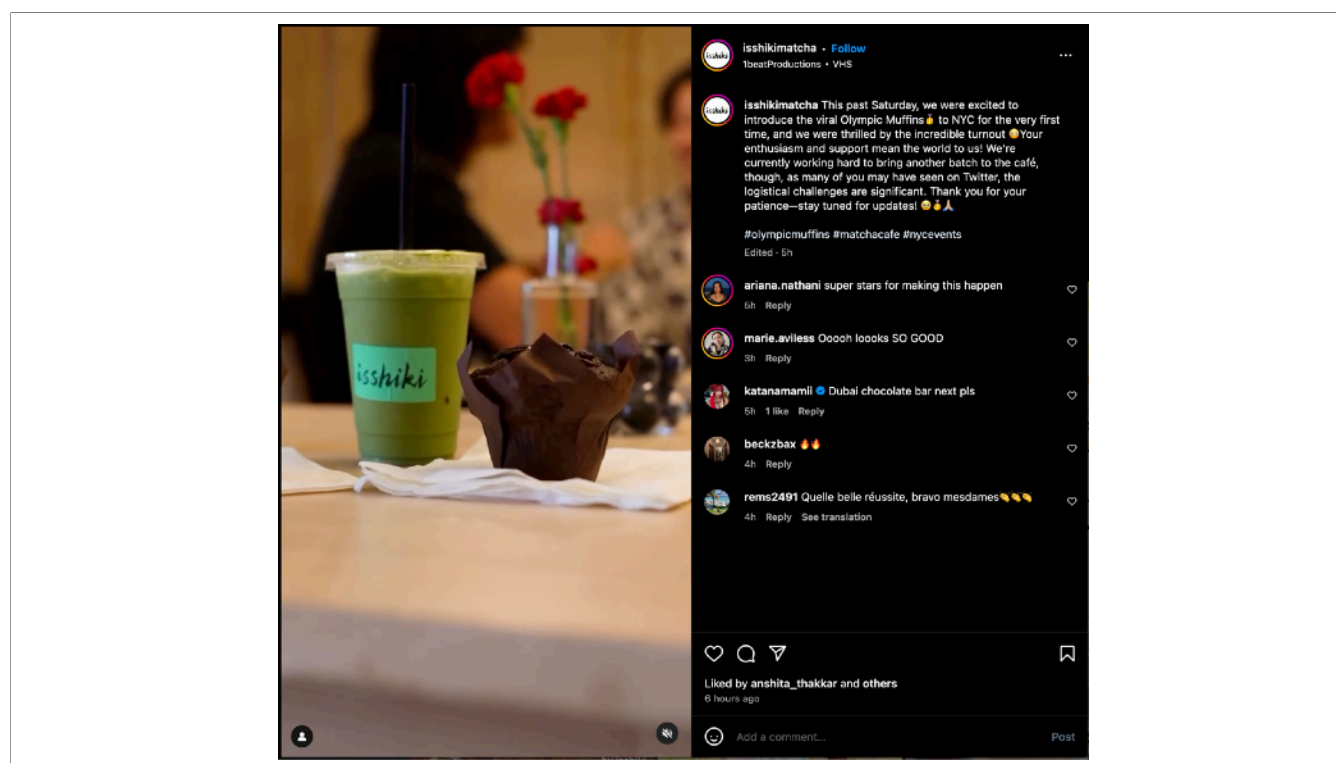 isshiki
isshikimatcha • Follow
1beatProductions • VHS
isshikimatcha This past Saturday, we were excited to
introduce the viral Olympic Muffins🥇 to NYC for the very first
time, and we were thrilled by the incredible turnout 🥹Your
enthusiasm and support mean the world to us! We're
currently working hard to bring another batch to the café,
though, as many of you may have seen on Twitter, the
logistical challenges are significant. Thank you for your
patience—stay tuned for updates! 🥹🥇🙏
#olympicmuffins #matchacafe #nycevents
Edited · 5h
ariana.nathani super stars for making this happen
5h Reply
marie.aviless Ooooh loooks SO GOOD
3h Reply
katanamamii Dubai chocolate bar next pls
5h 1 like Reply
beckzbax 🔥🔥
4h Reply
rems2491 Quelle belle réussite, bravo mesdames👏👏👏
4h Reply See translation
Liked by anshita_thakkar and others
6 hours ago
Add a comment...
Post